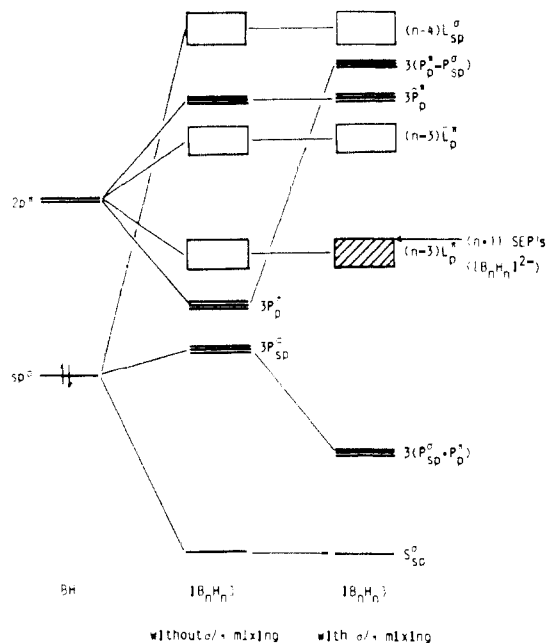 (n-4)L^σ_sp
3(P^π_p-P^σ_sp)
3P̄^π_p
(n-3)L̄^π_p
2p^π
(n+1) SEP's
(n-3)L^π_p
([B_nH_n]^2-)
3P^π_p
3P^σ_sp
sp^σ
3(P^σ_sp+P^π_p)
S^σ_sp
BH
[B_nH_n]
[B_nH_n]
without σ/π mixing
with σ/π mixing